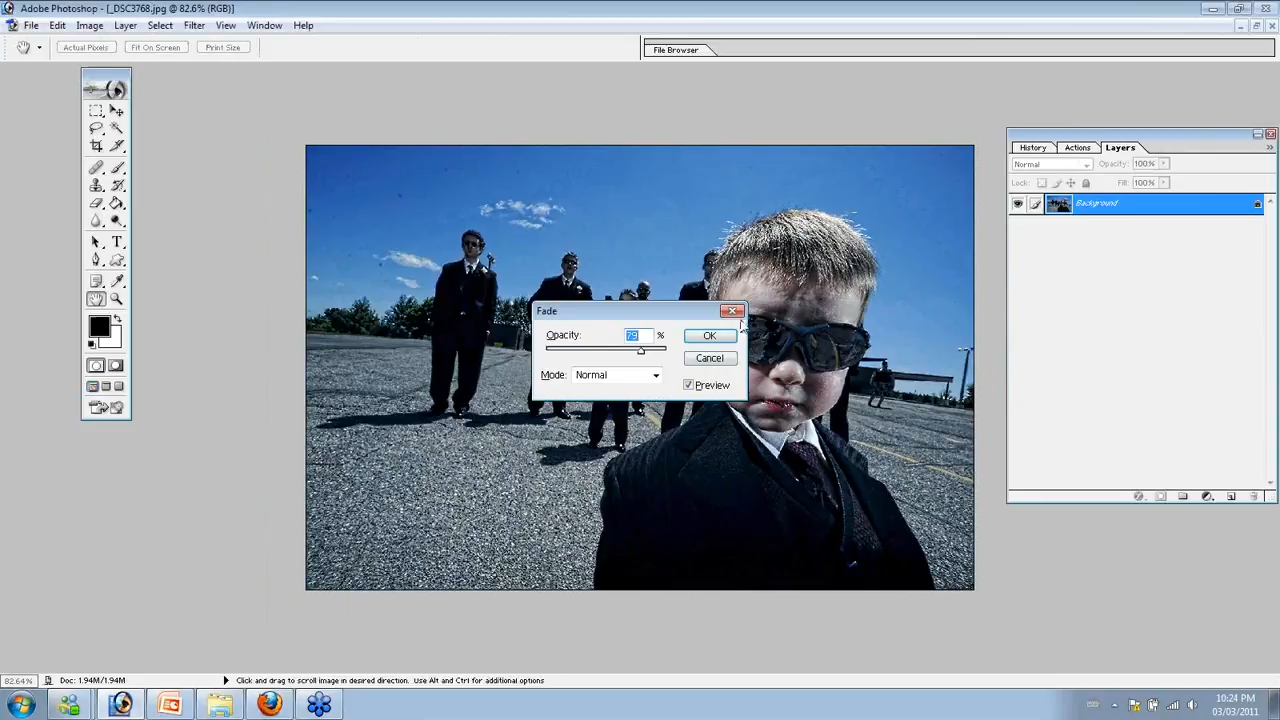 Adobe Photoshop - [_DSC3768.jpg @ 82.6% (RGB)]
File Edit Image Layer Select Filter View Window Help
Actual Pixels Fit On Screen Print Size File Browser
History Actions Layers
Normal Opacity: 100%
Lock: Fill: 100%
Background
Fade
Opacity: 79 % OK
Cancel
Mode: Normal Preview
82.64% Doc: 1.94M/1.94M Click and drag to scroll image in desired direction. Use Alt and Ctrl for additional options
10:24 PM
03/03/2011